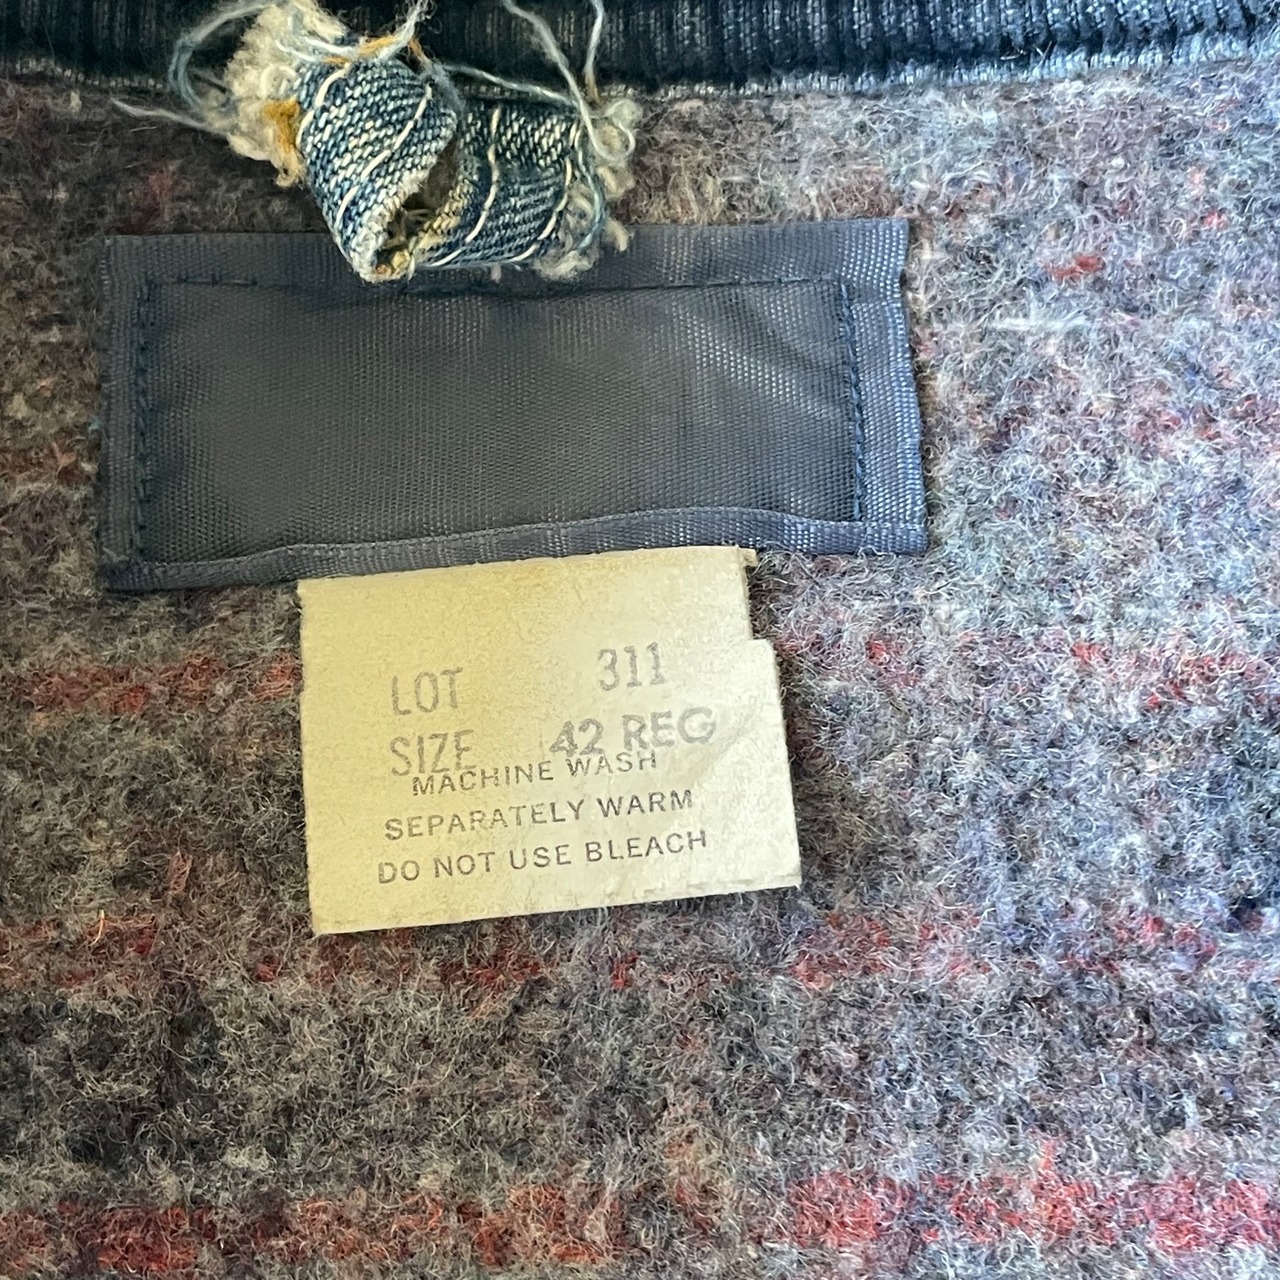 LOT 311
SIZE 42 REG
MACHINE WASH
SEPARATELY WARM
DO NOT USE BLEACH